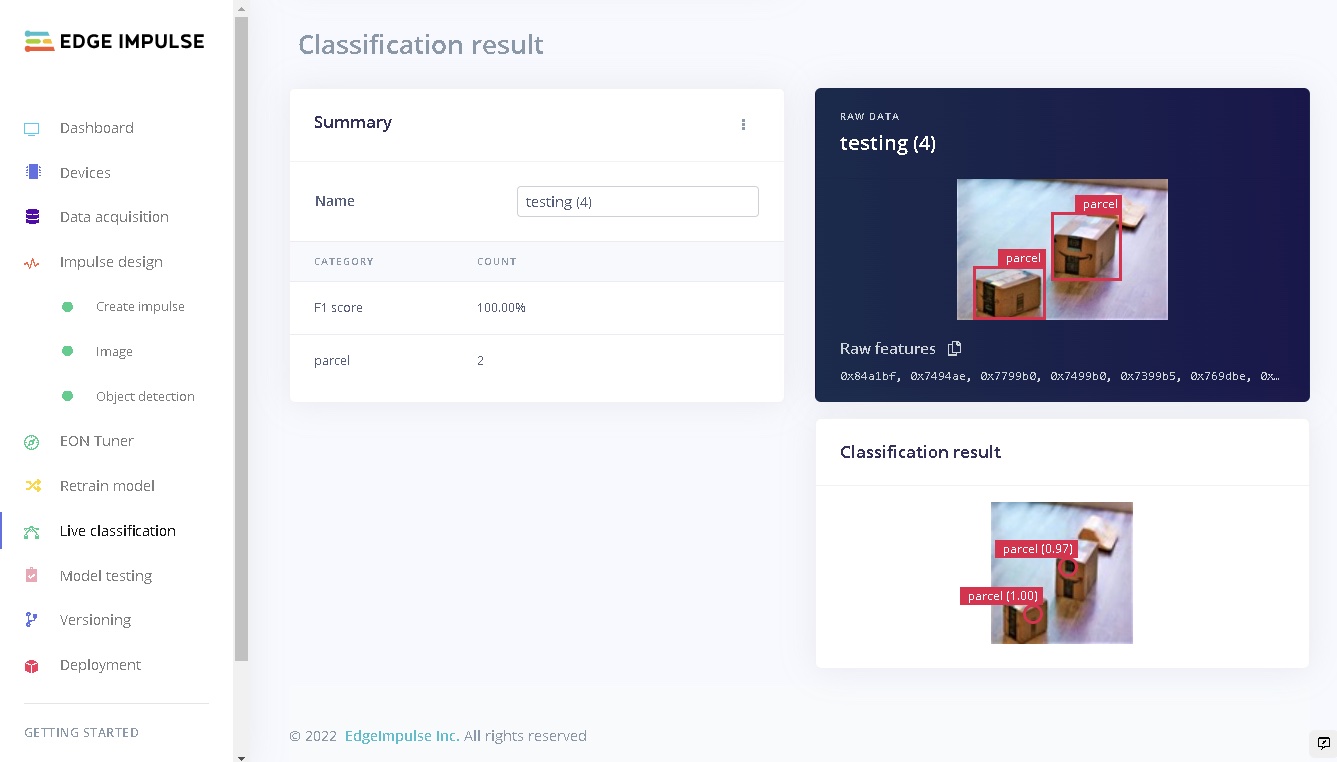 EDGE IMPULSE
Dashboard
Devices
Data acquisition
Impulse design
Create impulse
Image
Object detection
EON Tuner
Retrain model
Live classification
Model testing
Versioning
Deployment
GETTING STARTED
Classification result
Summary
Name
testing (4)
CATEGORY COUNT
F1 score 100.00%
parcel 2
RAW DATA
testing (4)
parcel
parcel
Raw features
0x84a1bf, 0x7494ae, 0x7799b0, 0x7499b0, 0x7399b5, 0x769dbe, 0x…
Classification result
parcel (0.97)
parcel (1.00)
© 2022 EdgeImpulse Inc. All rights reserved